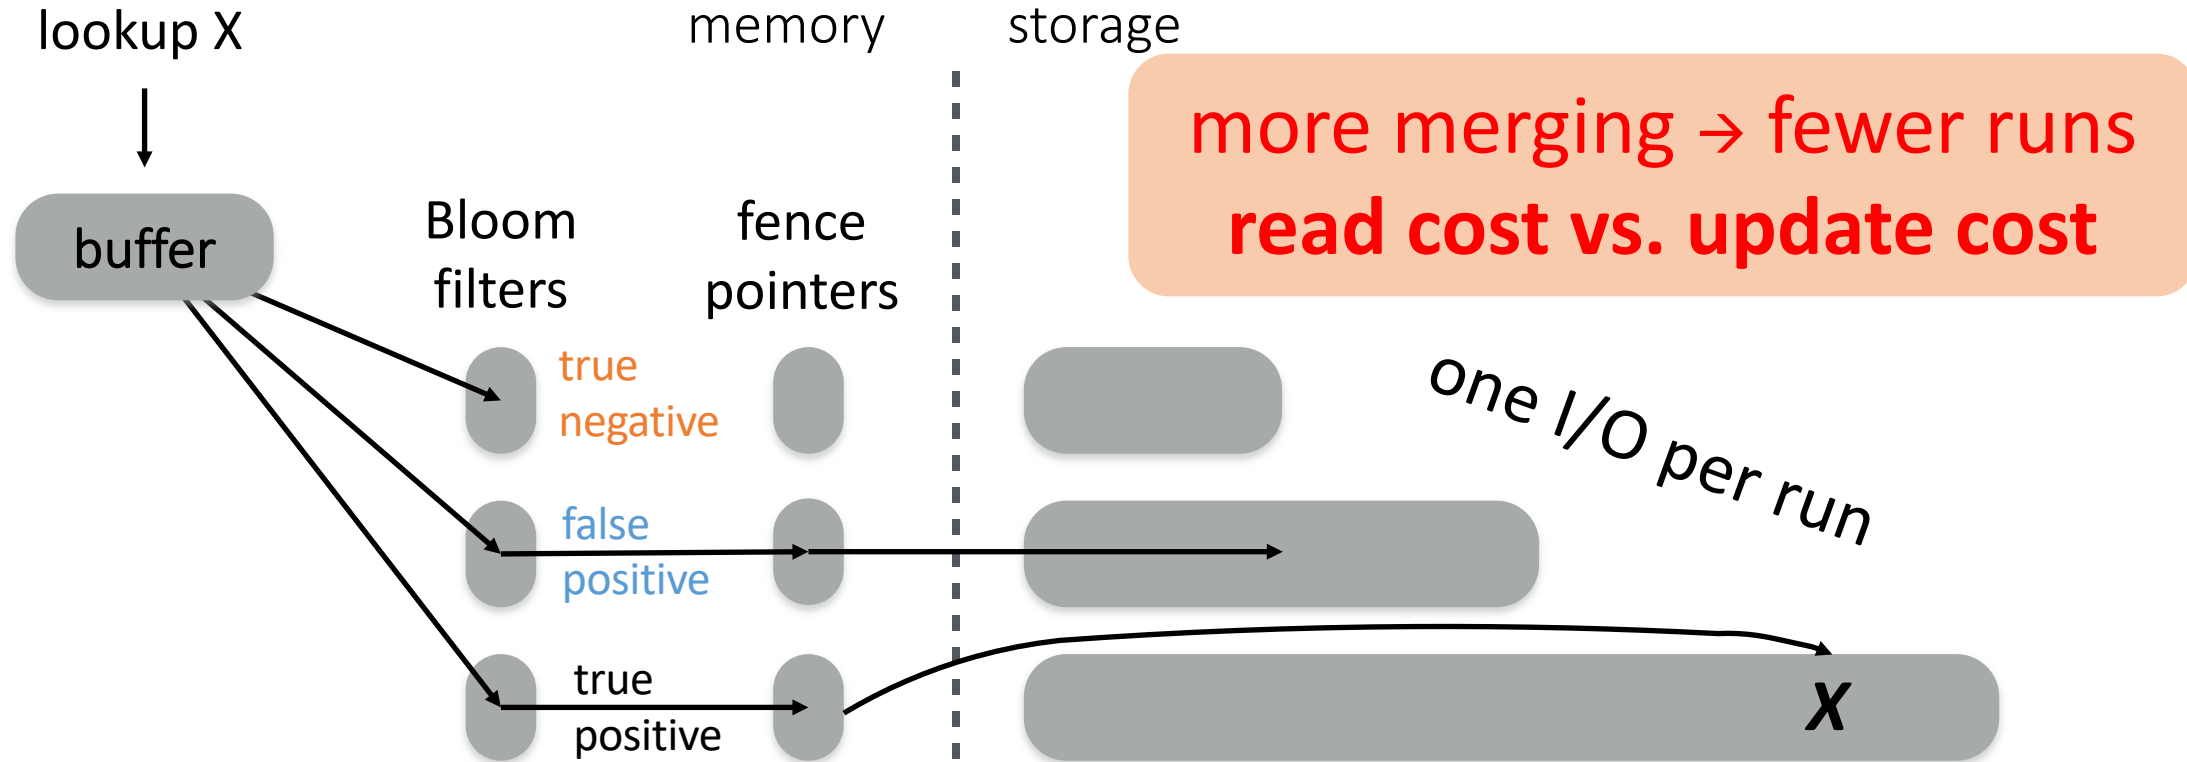 lookup X
memory
storage
more merging → fewer runs
read cost vs. update cost
buffer
Bloom
filters
fence
pointers
true
negative
one I/O per run
false
positive
true
positive
X